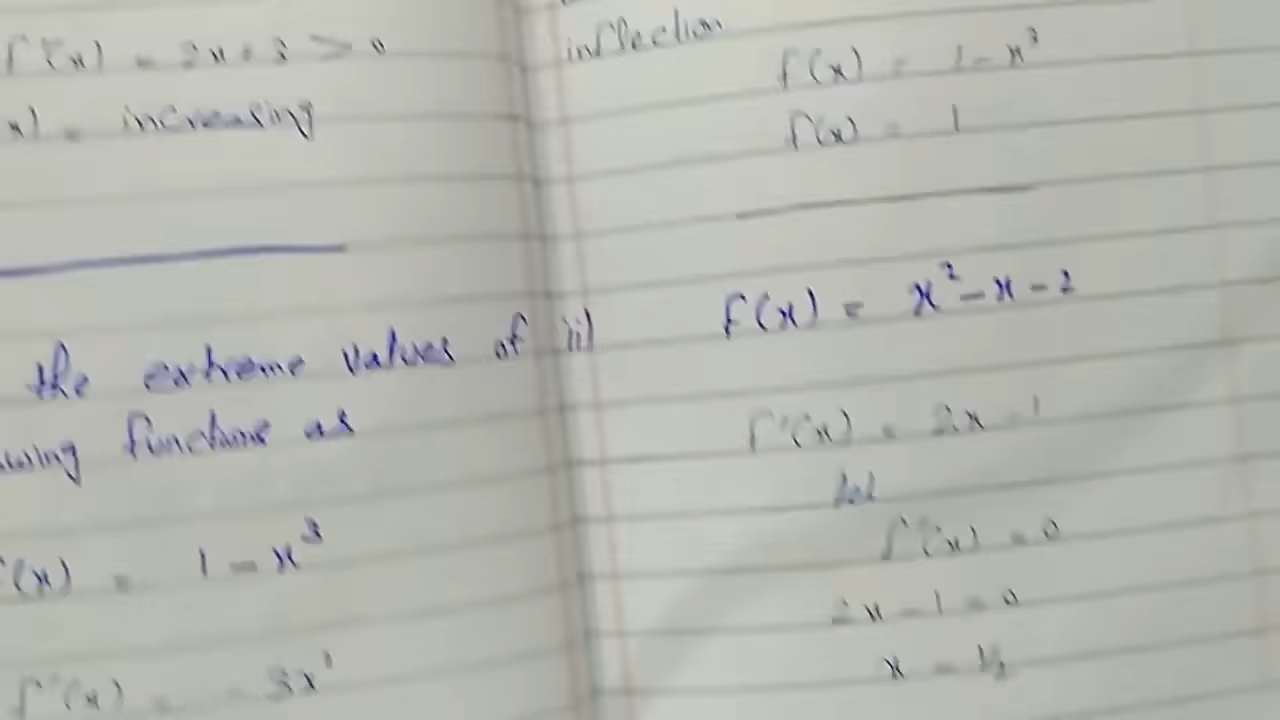 f'(x) = 2x+3 > 0
x) = increasing
the extreme values of
wing functions as
(x) = 1 - x³
f'(x) = - 3x²
inflection
f(x) = 1 - x³
f(x) = 1
ii) f(x) = x² - x - 2
f'(x) = 2x - 1
let
f'(x) = 0
2x - 1 = 0
x = ½